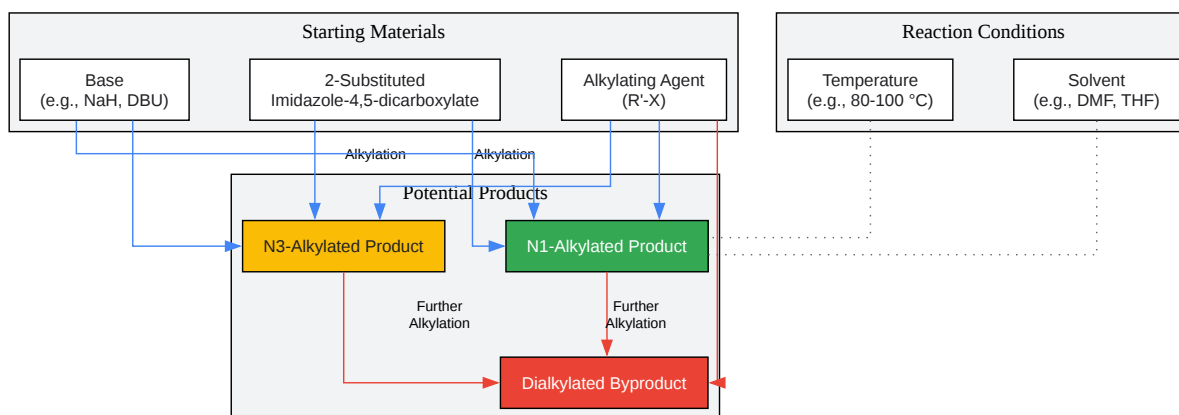 Starting Materials
Reaction Conditions
Base
(e.g., NaH, DBU)
2-Substituted
Imidazole-4,5-dicarboxylate
Alkylating Agent
(R'-X)
Temperature
(e.g., 80-100 °C)
Solvent
(e.g., DMF, THF)
Alkylation
Alkylation
Potential Products
N3-Alkylated Product
N1-Alkylated Product
Further
Alkylation
Further
Alkylation
Dialkylated Byproduct